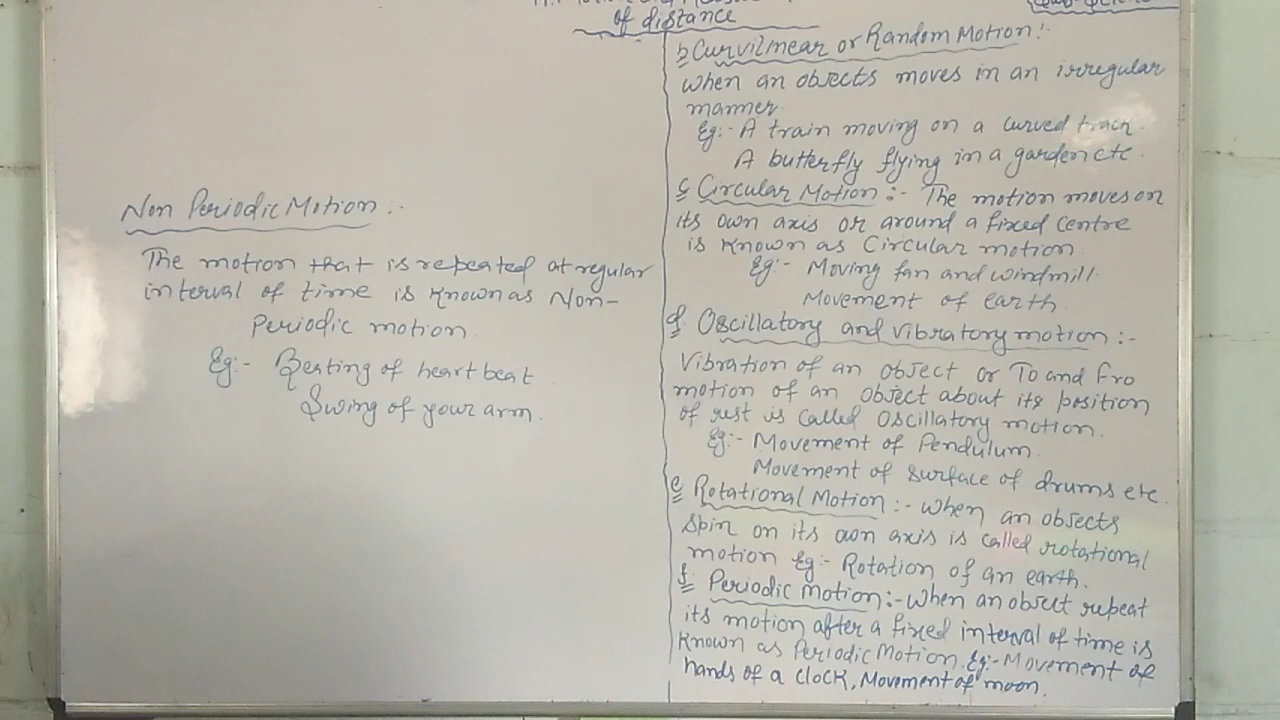 of distance
Non Periodic Motion :-
The motion that is repeated at regular
interval of time is known as Non-
Periodic motion
Eg:- Beating of heart beat
Swing of your arm.
b Curvilinear or Random Motion :-
when an objects moves in an irregular
manner.
Eg:- A train moving on a curved track.
A butterfly flying in a garden etc.
c Circular Motion :- The motion moves on
its own axis or around a fixed centre
is known as Circular motion.
Eg:- Moving fan and windmill.
Movement of earth.
d Oscillatory and vibratory motion :-
Vibration of an object or To and Fro
motion of an object about its position
of rest is called Oscillatory motion.
Eg:- Movement of Pendulum.
Movement of surface of drums etc.
e Rotational Motion :- when an objects
spin on its own axis is called rotational
motion Eg:- Rotation of an earth.
f Periodic motion :- when an object repeat
its motion after a fixed interval of time is
known as Periodic Motion. Eg:- Movement of
hands of a clock, Movement of moon.